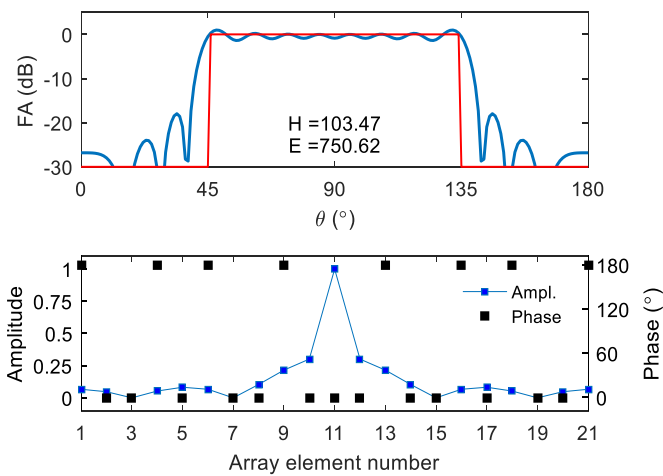 FA (dB)
0
-10
-20
-30
H =103.47
E =750.62
0 45 90 135 180
θ (°)
Amplitude
1
0.75
0.5
0.25
0
Ampl.
Phase
180
120
60
0
Phase (°)
1 3 5 7 9 11 13 15 17 19 21
Array element number